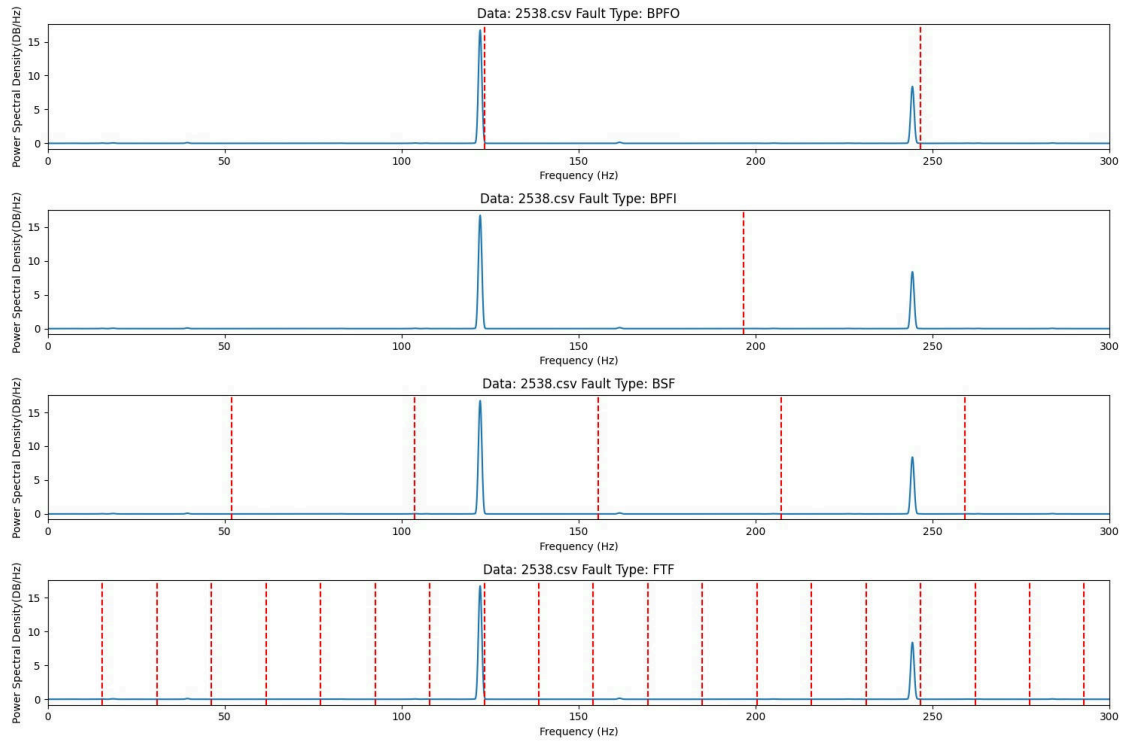 Data: 2538.csv Fault Type: BPFO
Power Spectral Density(DB/Hz)
15
10
5
0
0 50 100 150 200 250 300
Frequency (Hz)
Data: 2538.csv Fault Type: BPFI
Power Spectral Density(DB/Hz)
15
10
5
0
0 50 100 150 200 250 300
Frequency (Hz)
Data: 2538.csv Fault Type: BSF
Power Spectral Density(DB/Hz)
15
10
5
0
0 50 100 150 200 250 300
Frequency (Hz)
Data: 2538.csv Fault Type: FTF
Power Spectral Density(DB/Hz)
15
10
5
0
0 50 100 150 200 250 300
Frequency (Hz)